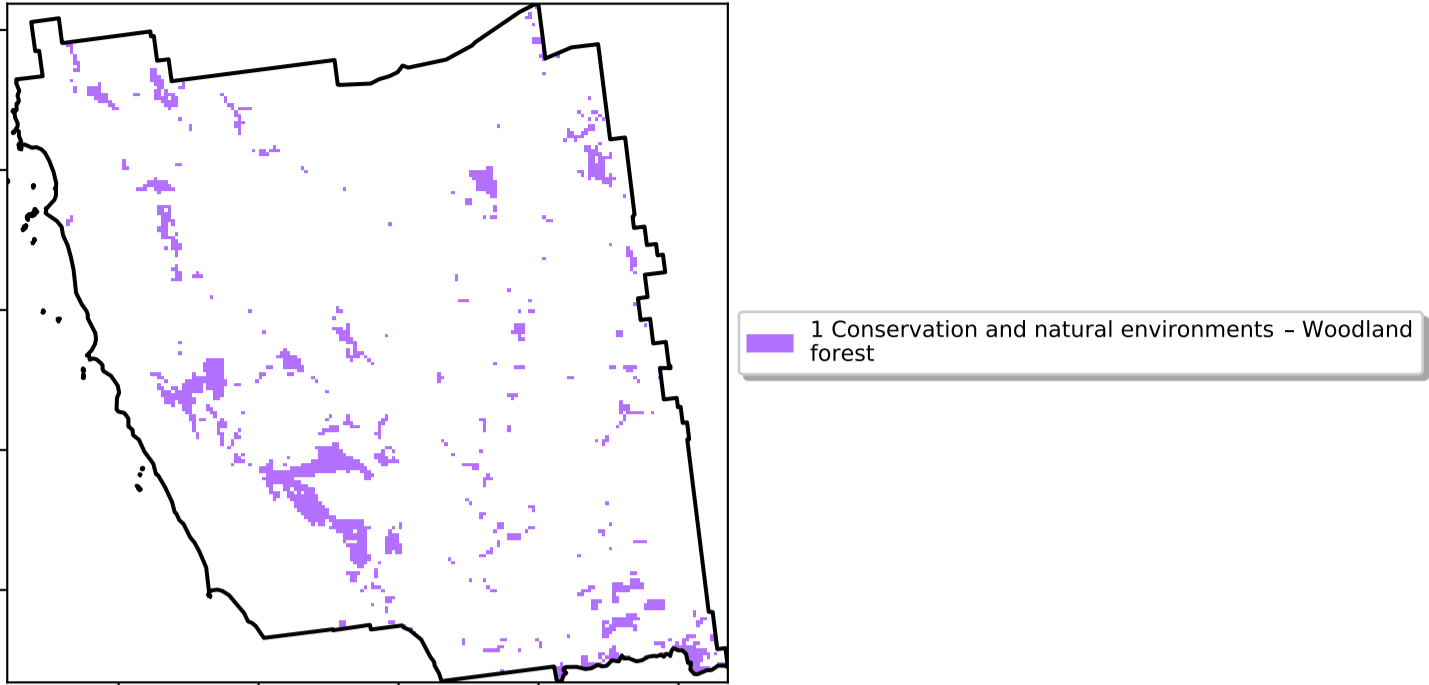 1 Conservation and natural environments – Woodland
forest